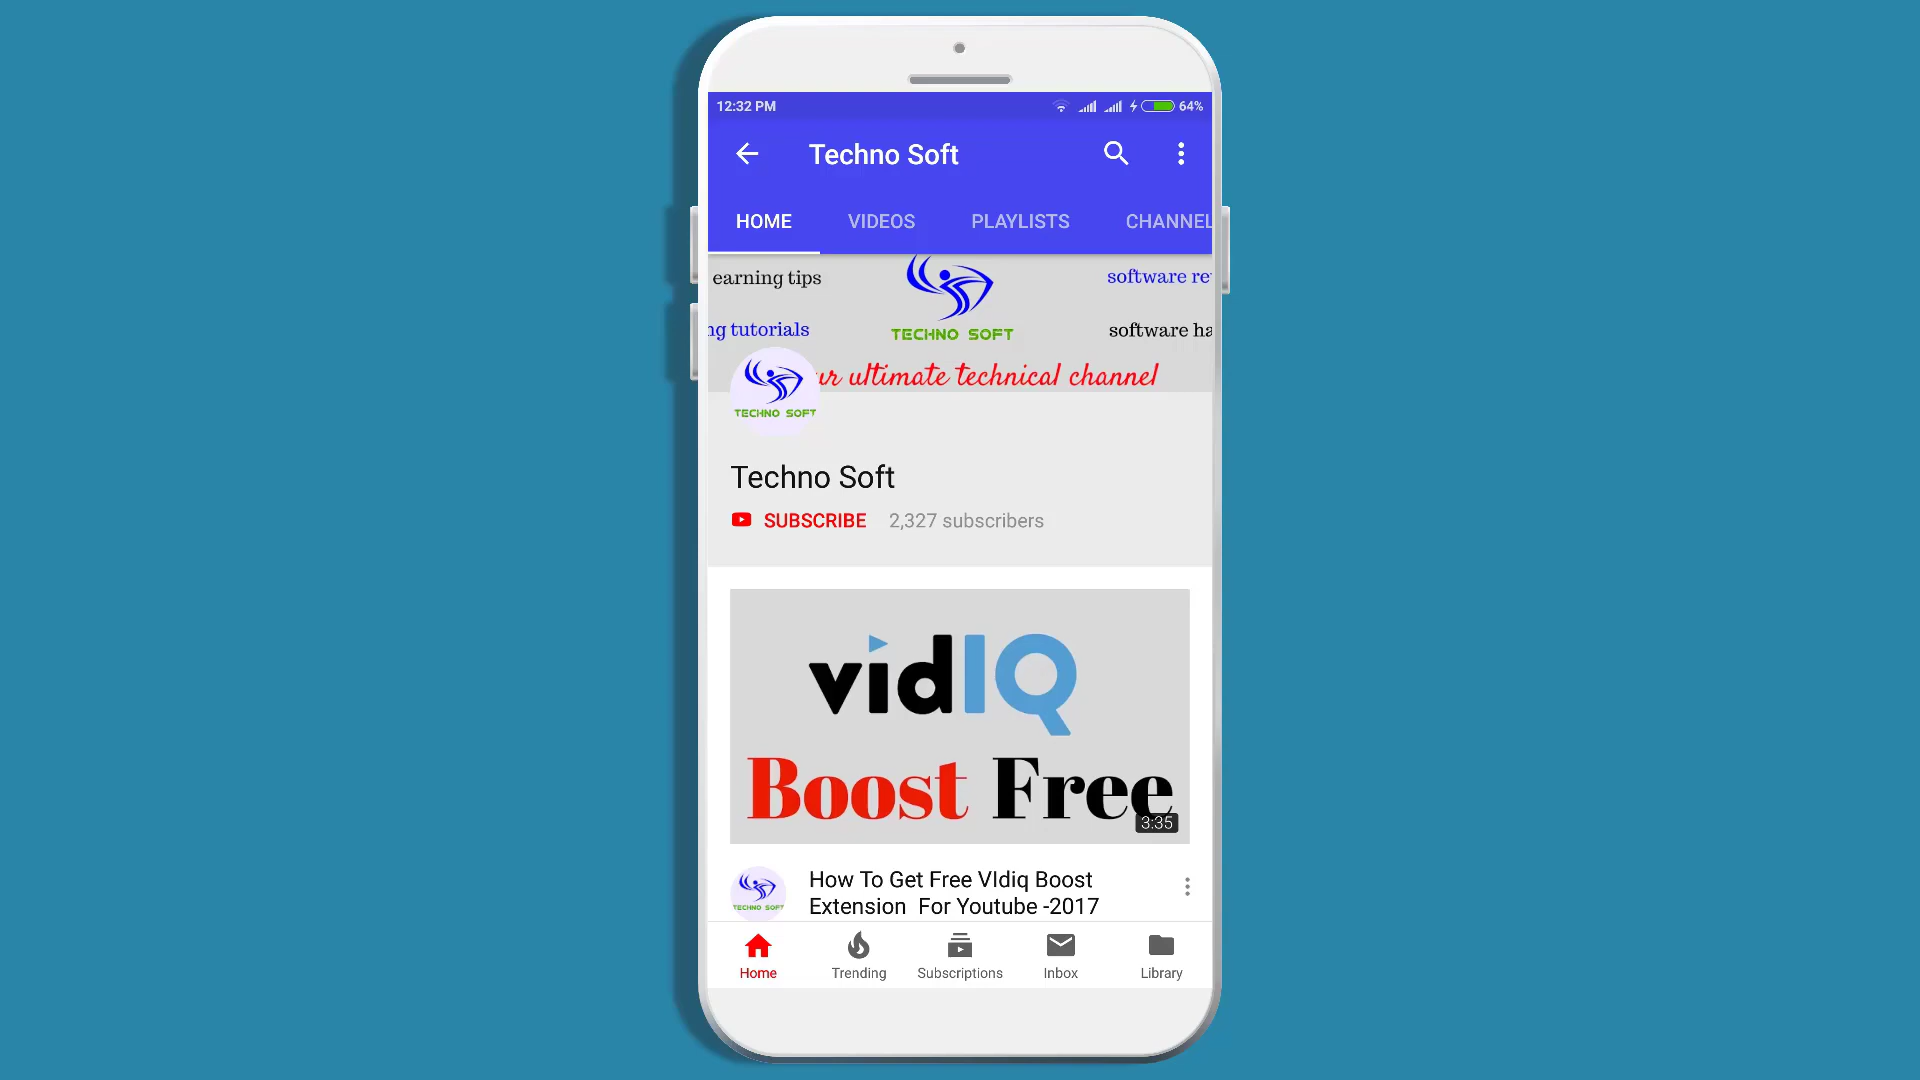 12:32 PM
64%
Techno Soft
HOME VIDEOS PLAYLISTS CHANNEL
earning tips
software re
ng tutorials
software ha
TECHNO SOFT
ur ultimate technical channel
TECHNO SOFT
Techno Soft
SUBSCRIBE 2,327 subscribers
vidIQ
Boost Free
3:35
How To Get Free VIdiq Boost
Extension For Youtube -2017
TECHNO SOFT
Home Trending Subscriptions Inbox Library